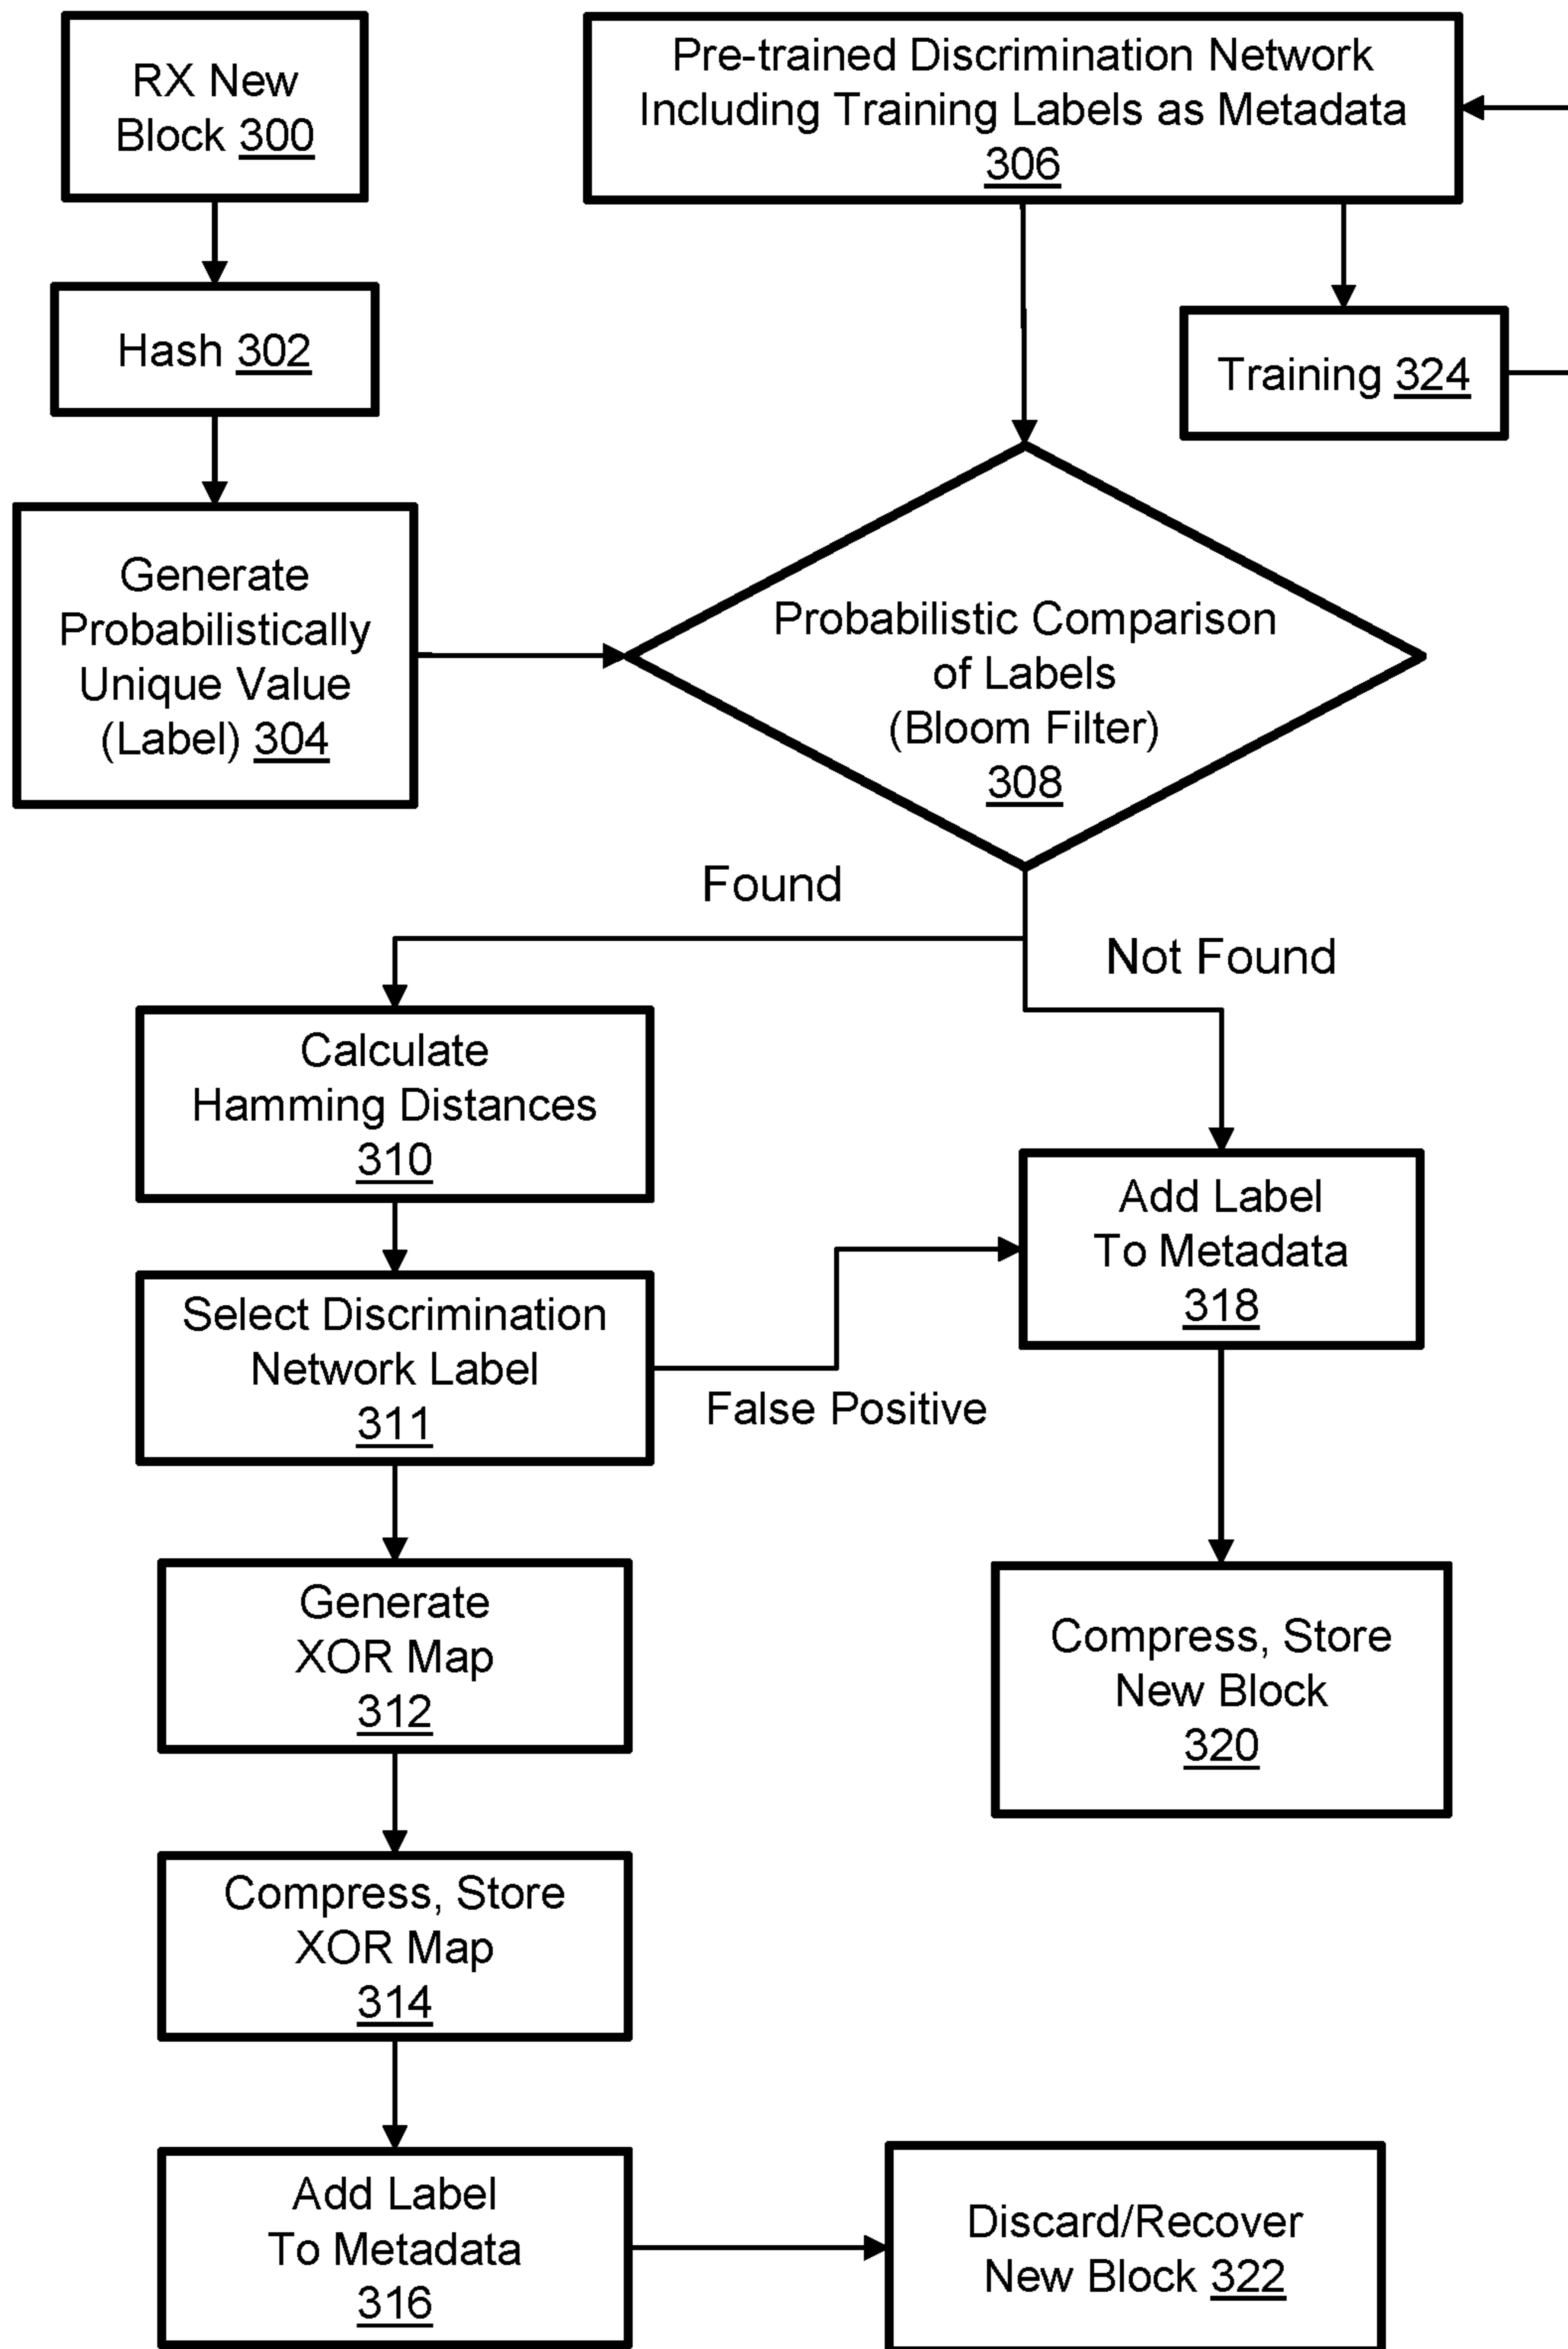 RX New
Block 300
Pre-trained Discrimination Network
Including Training Labels as Metadata
306
Hash 302
Training 324
Generate
Probabilistically
Unique Value
(Label) 304
Probabilistic Comparison
of Labels
(Bloom Filter)
308
Found
Not Found
Calculate
Hamming Distances
310
Add Label
To Metadata
318
Select Discrimination
Network Label
311
False Positive
Generate
XOR Map
312
Compress, Store
New Block
320
Compress, Store
XOR Map
314
Add Label
To Metadata
316
Discard/Recover
New Block 322